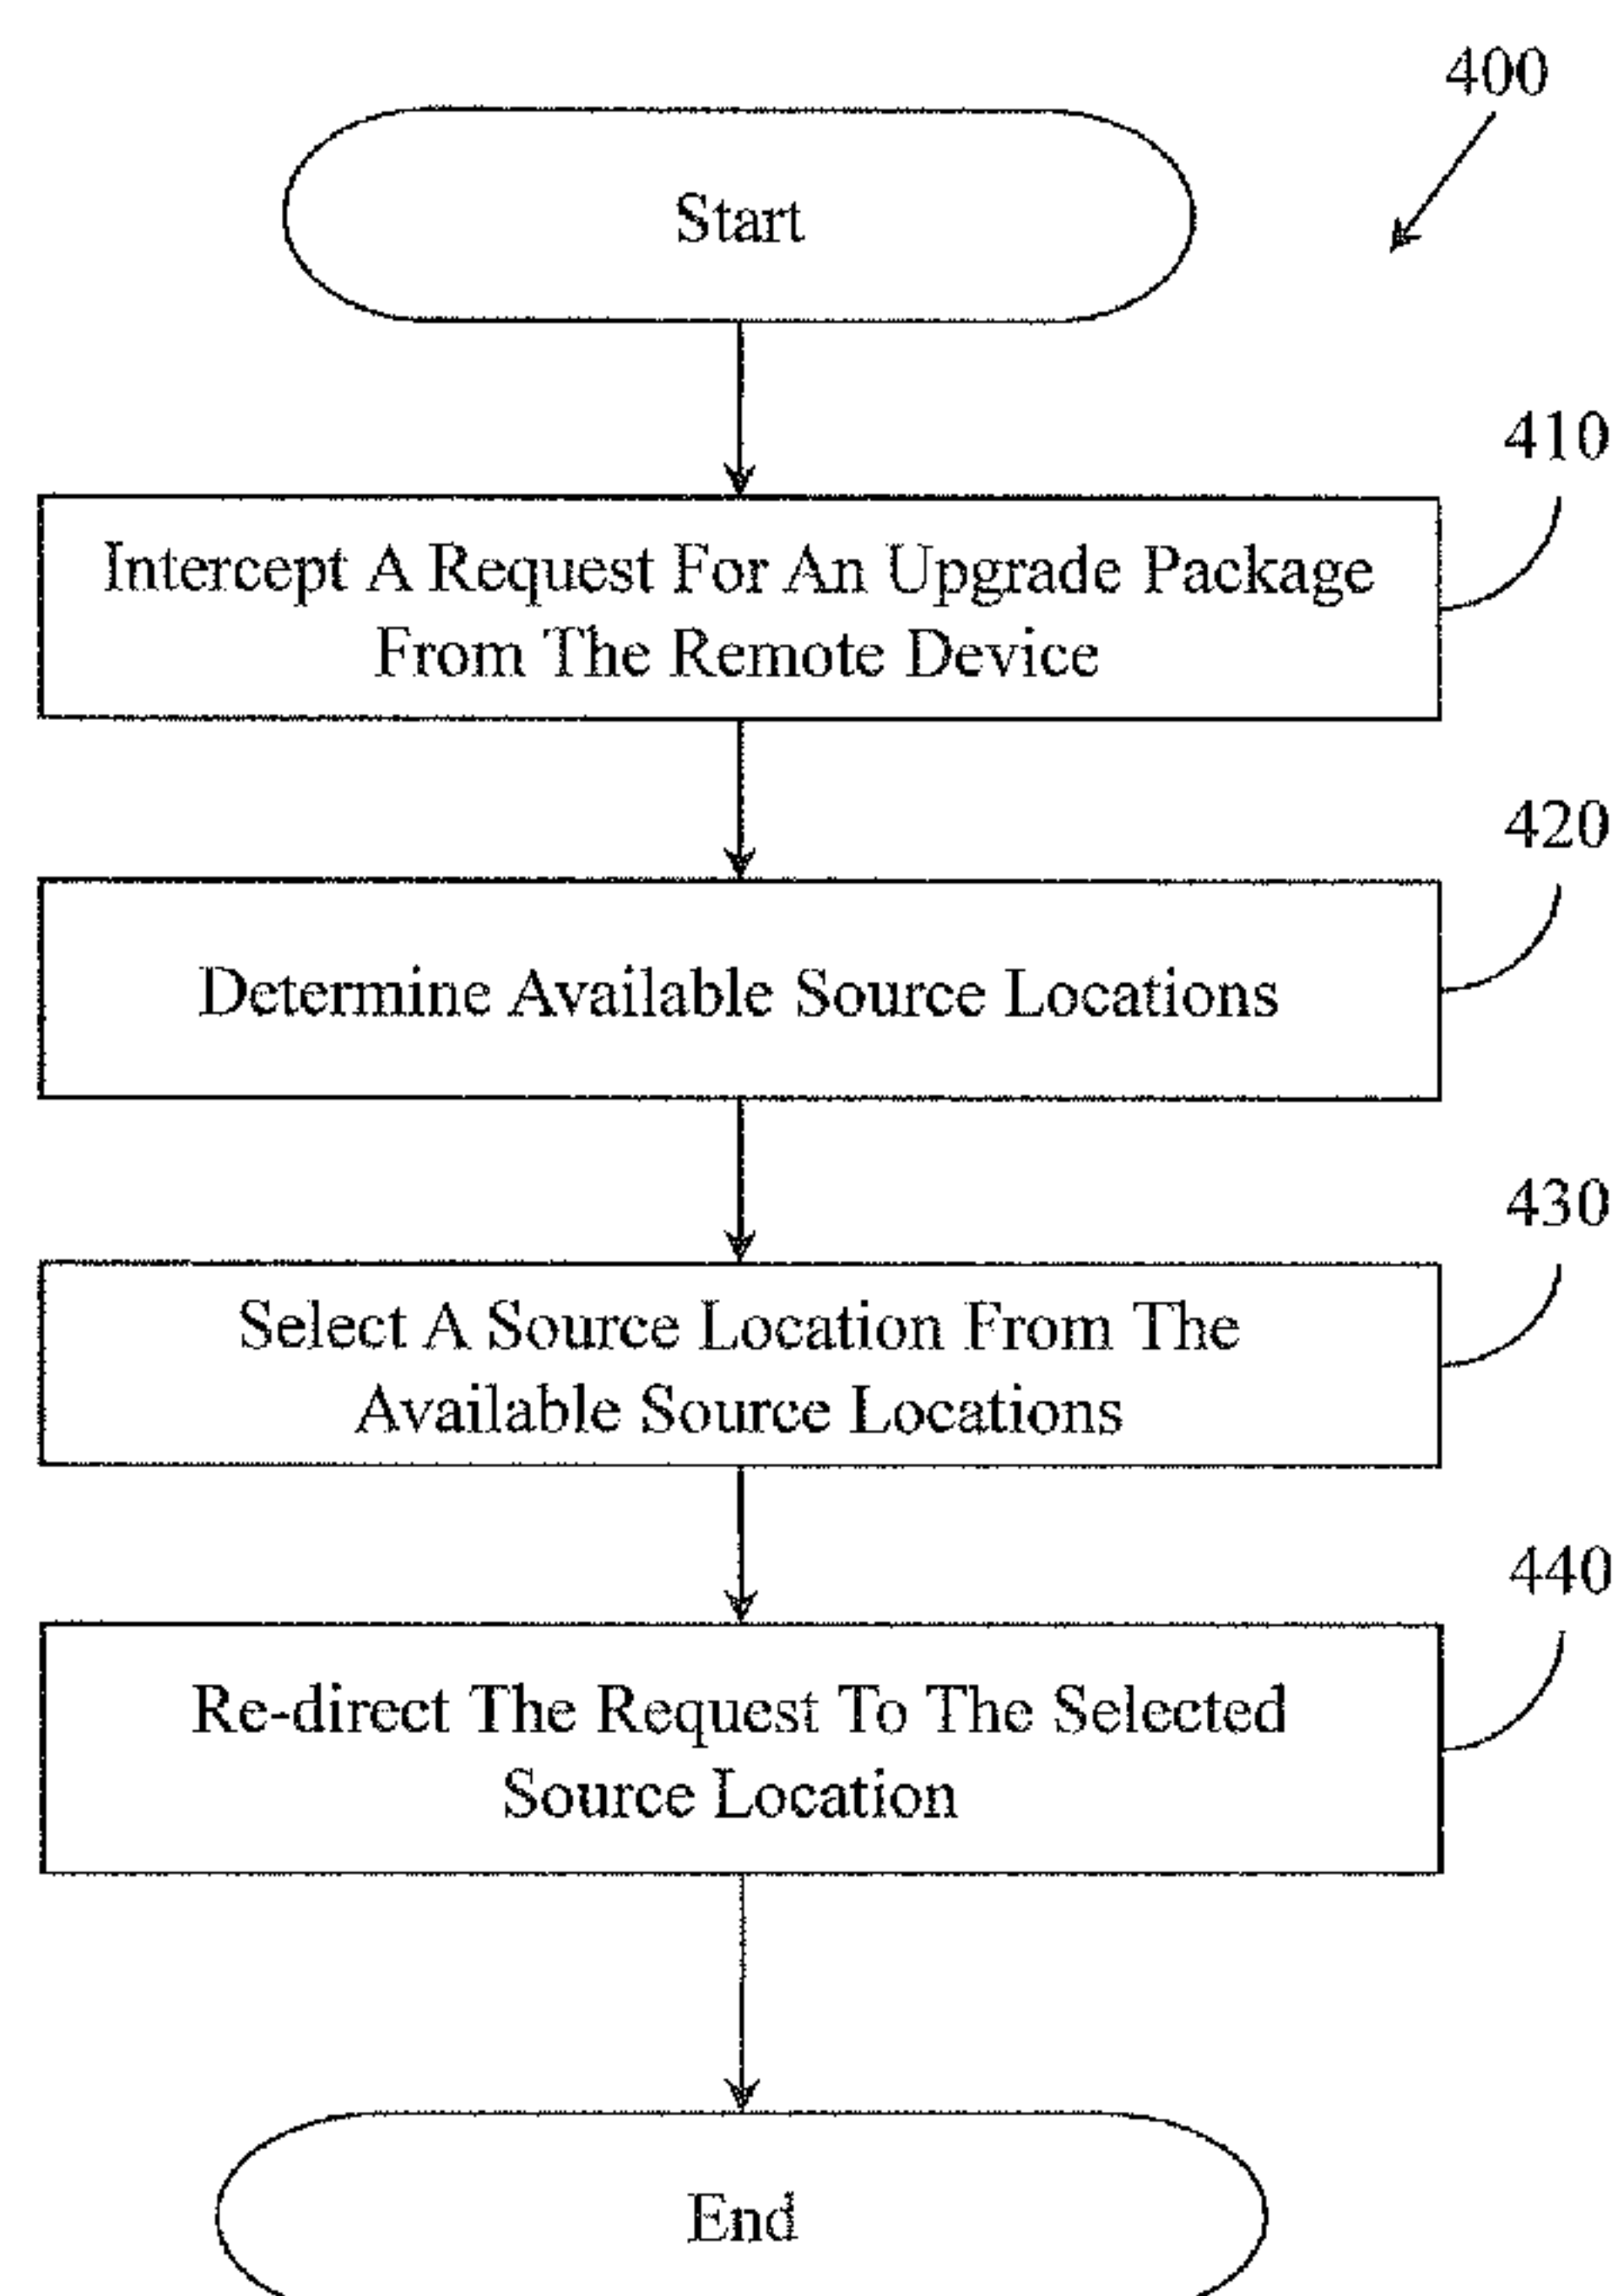 400
Start
410
Intercept A Request For An Upgrade Package
From The Remote Device
420
Determine Available Source Locations
430
Select A Source Location From The
Available Source Locations
440
Re-direct The Request To The Selected
Source Location
End